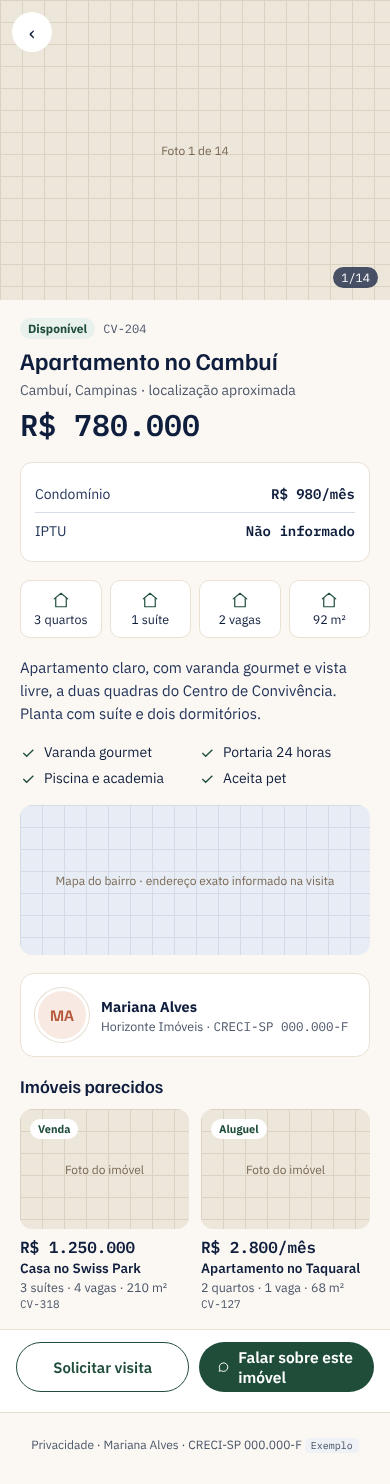 ‹
Foto 1 de 14
1/14
Disponível CV-204
Apartamento no Cambuí
Cambuí, Campinas · localização aproximada
R$ 780.000
Condomínio R$ 980/mês
IPTU Não informado
3 quartos 1 suíte 2 vagas 92 m²
Apartamento claro, com varanda gourmet e vista
livre, a duas quadras do Centro de Convivência.
Planta com suíte e dois dormitórios.
Varanda gourmet Portaria 24 horas
Piscina e academia Aceita pet
Mapa do bairro · endereço exato informado na visita
MA
Mariana Alves
Horizonte Imóveis · CRECI-SP 000.000-F
Imóveis parecidos
Venda
Foto do imóvel
R$ 1.250.000
Casa no Swiss Park
3 suítes · 4 vagas · 210 m²
CV-318
Aluguel
Foto do imóvel
R$ 2.800/mês
Apartamento no Taquaral
2 quartos · 1 vaga · 68 m²
CV-127
Solicitar visita
Falar sobre este
imóvel
Privacidade · Mariana Alves · CRECI-SP 000.000-F Exemplo